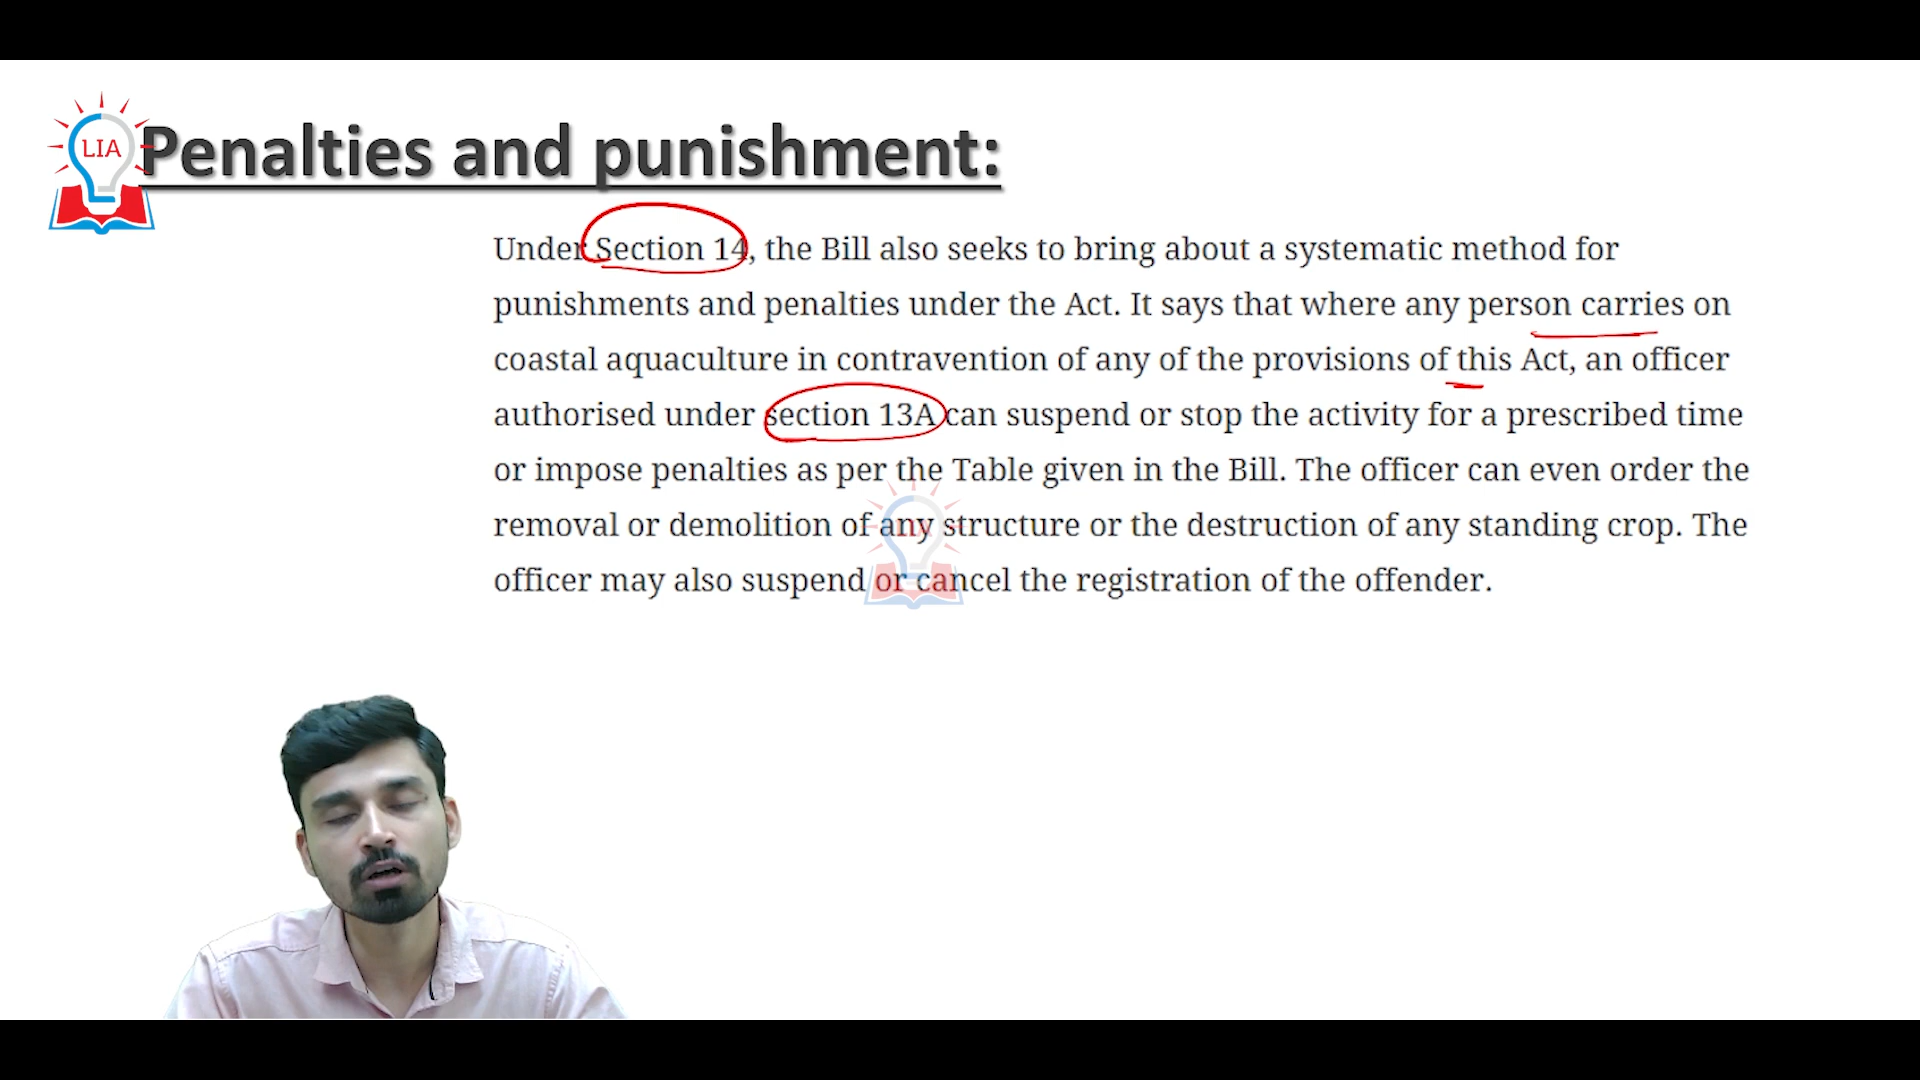 LIA
Penalties and punishment:
Under Section 14, the Bill also seeks to bring about a systematic method for
punishments and penalties under the Act. It says that where any person carries on
coastal aquaculture in contravention of any of the provisions of this Act, an officer
authorised under section 13A can suspend or stop the activity for a prescribed time
or impose penalties as per the Table given in the Bill. The officer can even order the
removal or demolition of any structure or the destruction of any standing crop. The
officer may also suspend or cancel the registration of the offender.
LIA